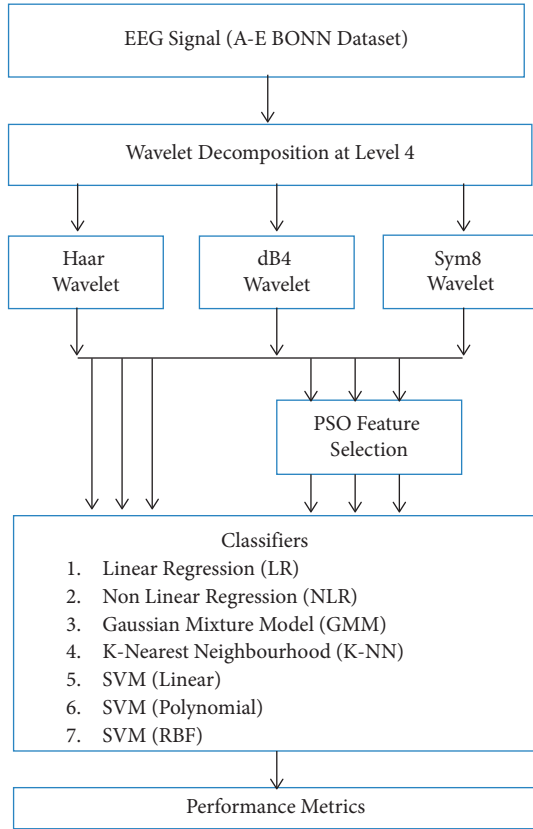 EEG Signal (A-E BONN Dataset)
Wavelet Decomposition at Level 4
Haar
Wavelet
dB4
Wavelet
Sym8
Wavelet
PSO Feature
Selection
Classifiers
1. Linear Regression (LR)
2. Non Linear Regression (NLR)
3. Gaussian Mixture Model (GMM)
4. K-Nearest Neighbourhood (K-NN)
5. SVM (Linear)
6. SVM (Polynomial)
7. SVM (RBF)
Performance Metrics